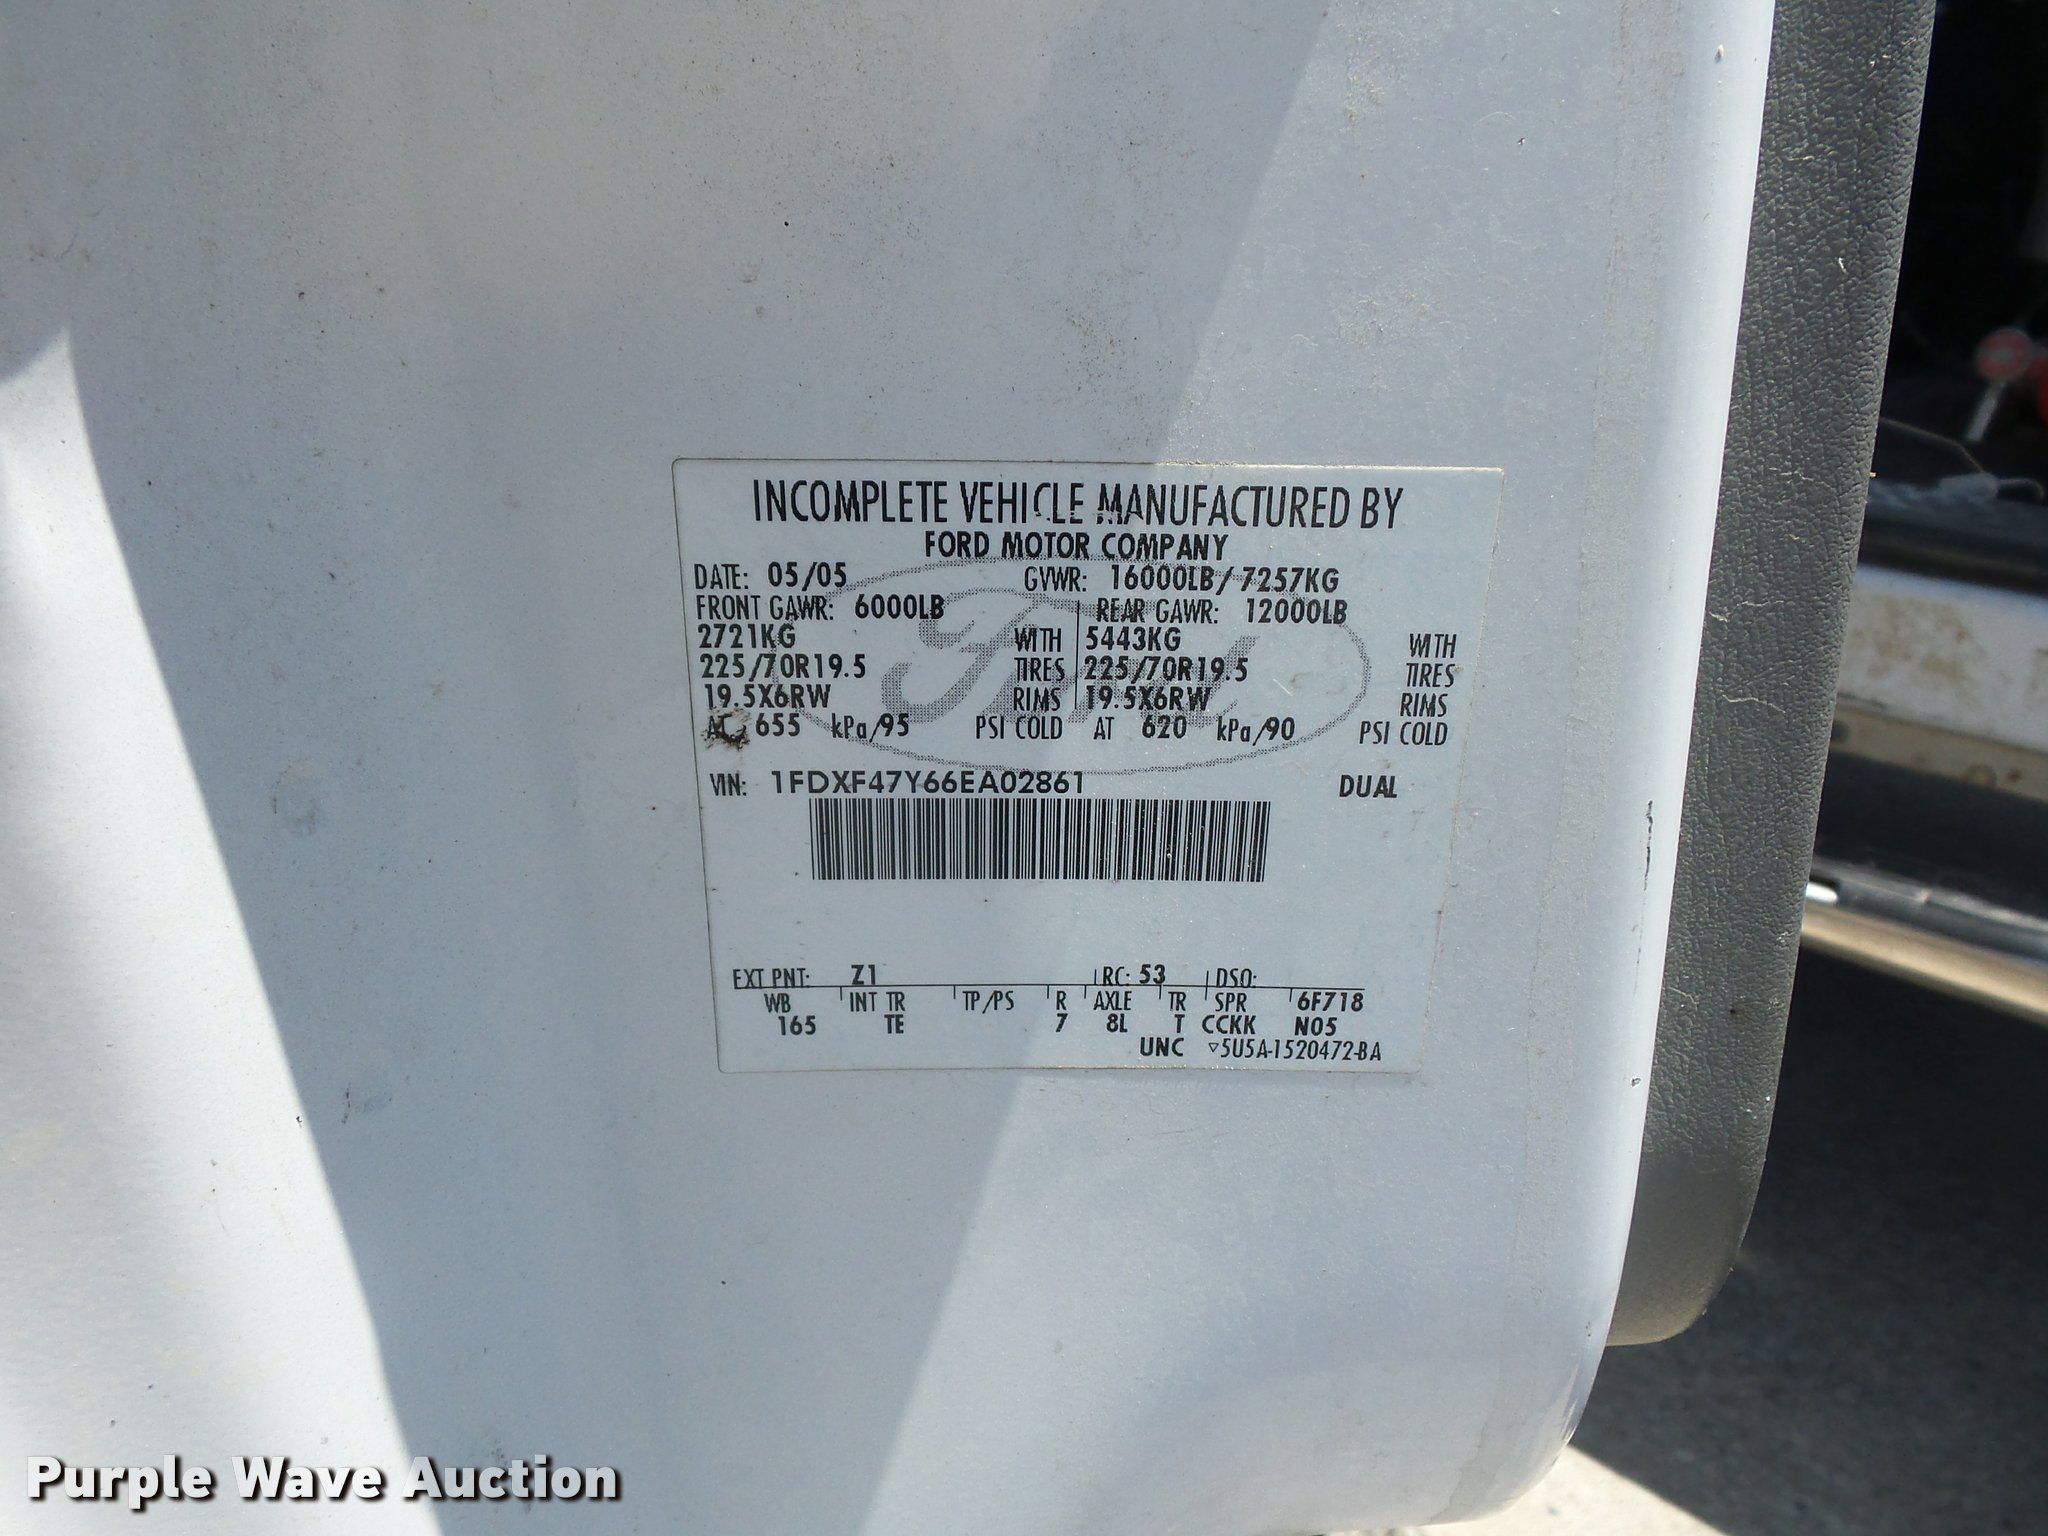 INCOMPLETE VEHICLE MANUFACTURED BY
FORD MOTOR COMPANY
DATE: 05/05 GVWR: 16000LB/7257KG
FRONT GAWR: 6000LB REAR GAWR: 12000LB
2721KG WITH 5443KG WITH
225/70R19.5 TIRES 225/70R19.5 TIRES
19.5X6RW RIMS 19.5X6RW RIMS
655 kPa/95 PSI COLD AT 620 kPa/90 PSI COLD
Ford
VIN: 1FDXF47Y66EA02861 DUAL
EXT PNT: Z1 RC: 53 DSO:
WB INT TR TP/PS R AXLE TR SPR 6F718
165 TE 7 8L T CCKK N05
UNC ▽5U5A-1520472-BA
Purple Wave Auction